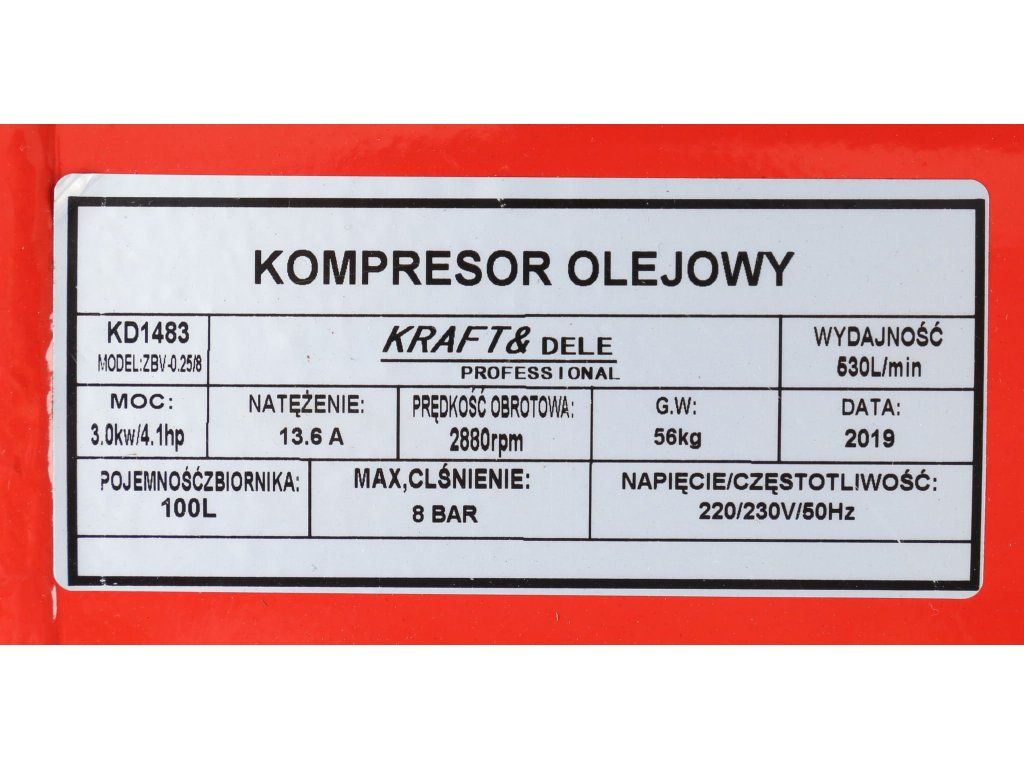 KOMPRESOR OLEJOWY
KD1483
MODEL:ZBV-0.25/8
KRAFT& DELE
PROFESSIONAL
WYDAJNOŚĆ
530L/min
MOC:
3.0kw/4.1hp
NATĘŻENIE:
13.6 A
PRĘDKOŚĆ OBROTOWA:
2880rpm
G.W:
56kg
DATA:
2019
POJEMNOŚĆZBIORNIKA:
100L
MAX,CLŚNIENIE:
8 BAR
NAPIĘCIE/CZĘSTOTLIWOŚĆ:
220/230V/50Hz